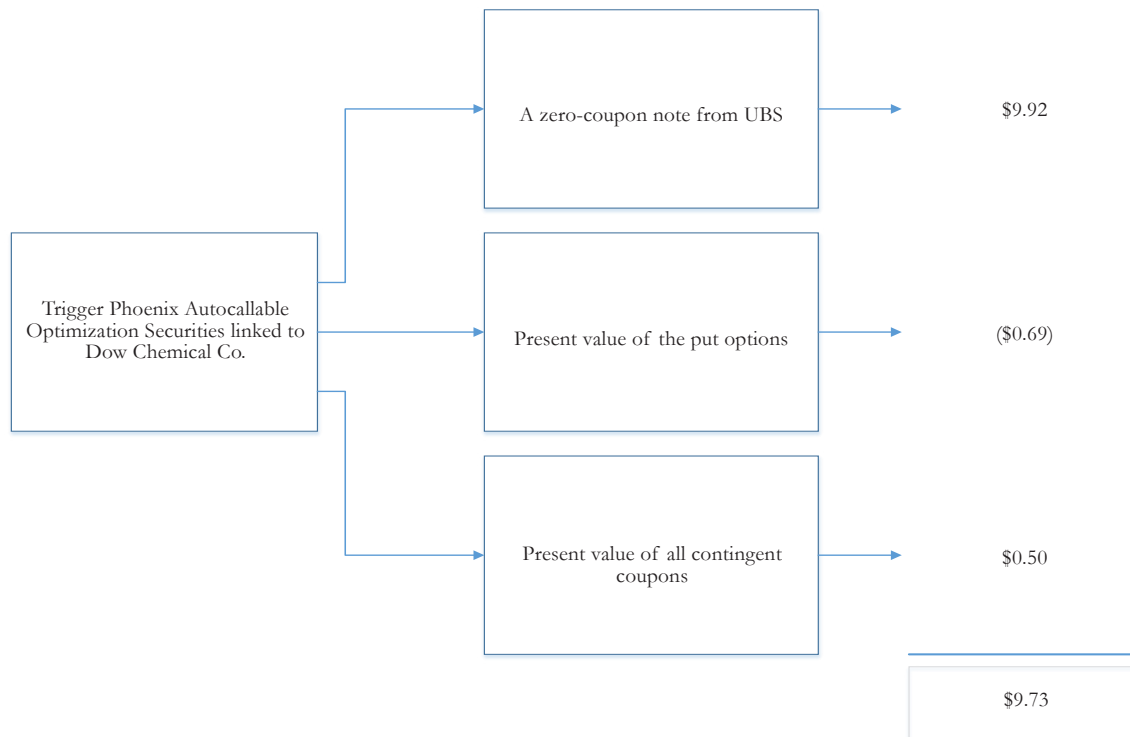 A zero-coupon note from UBS
$9.92
Trigger Phoenix Autocallable
Optimization Securities linked to
Dow Chemical Co.
Present value of the put options
($0.69)
Present value of all contingent
coupons
$0.50
$9.73